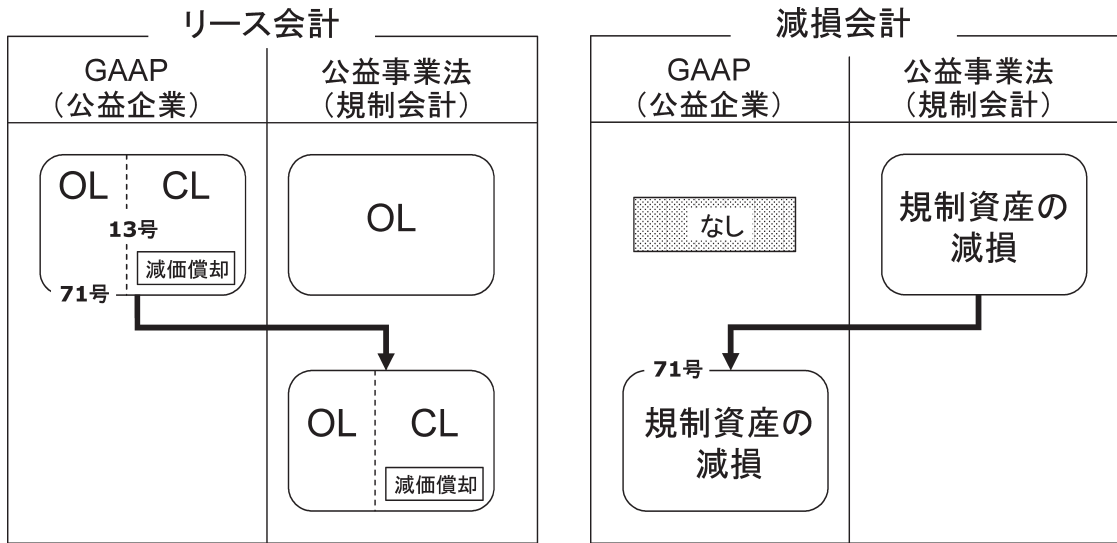 リース会計
GAAP
(公益企業)
公益事業法
(規制会計)
OL
CL
13号
減価償却
71号
OL
OL
CL
減価償却
減損会計
GAAP
(公益企業)
公益事業法
(規制会計)
なし
規制資産の
減損
71号
規制資産の
減損